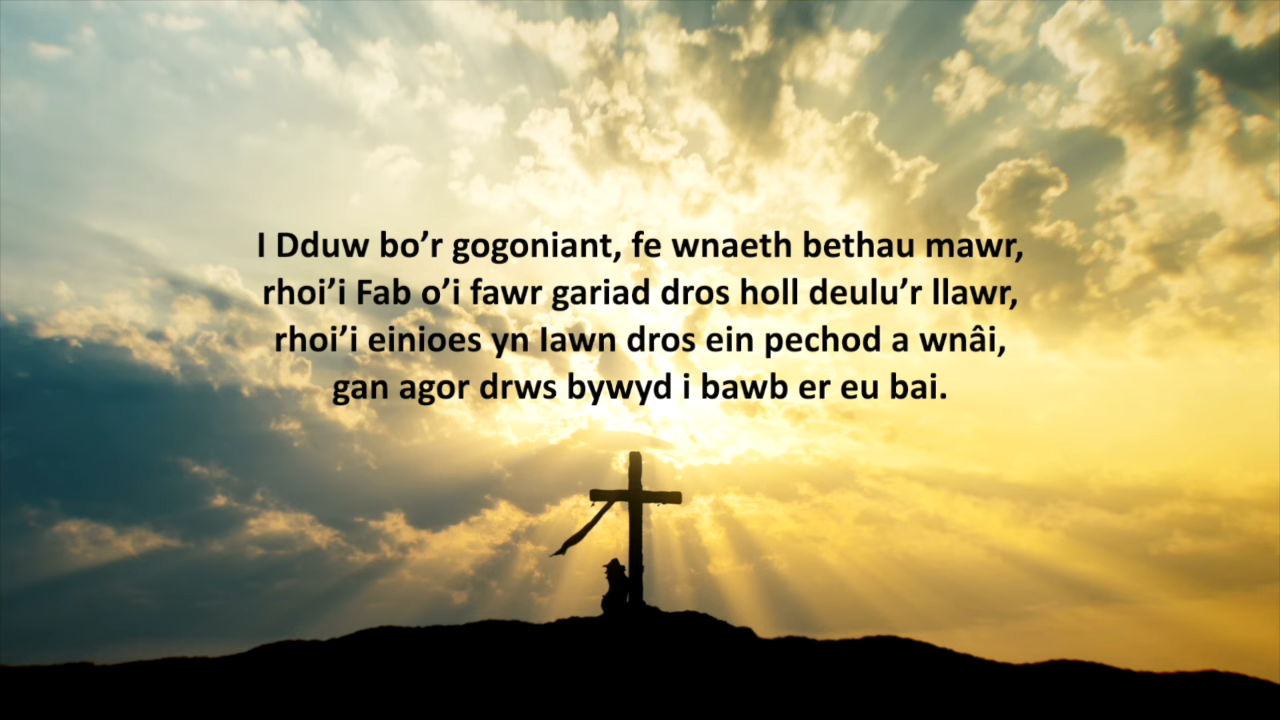 I Dduw bo’r gogoniant, fe wnaeth bethau mawr,
rhoi’i Fab o’i fawr gariad dros holl deulu’r llawr,
rhoi’i einioes yn Iawn dros ein pechod a wnâi,
gan agor drws bywyd i bawb er eu bai.